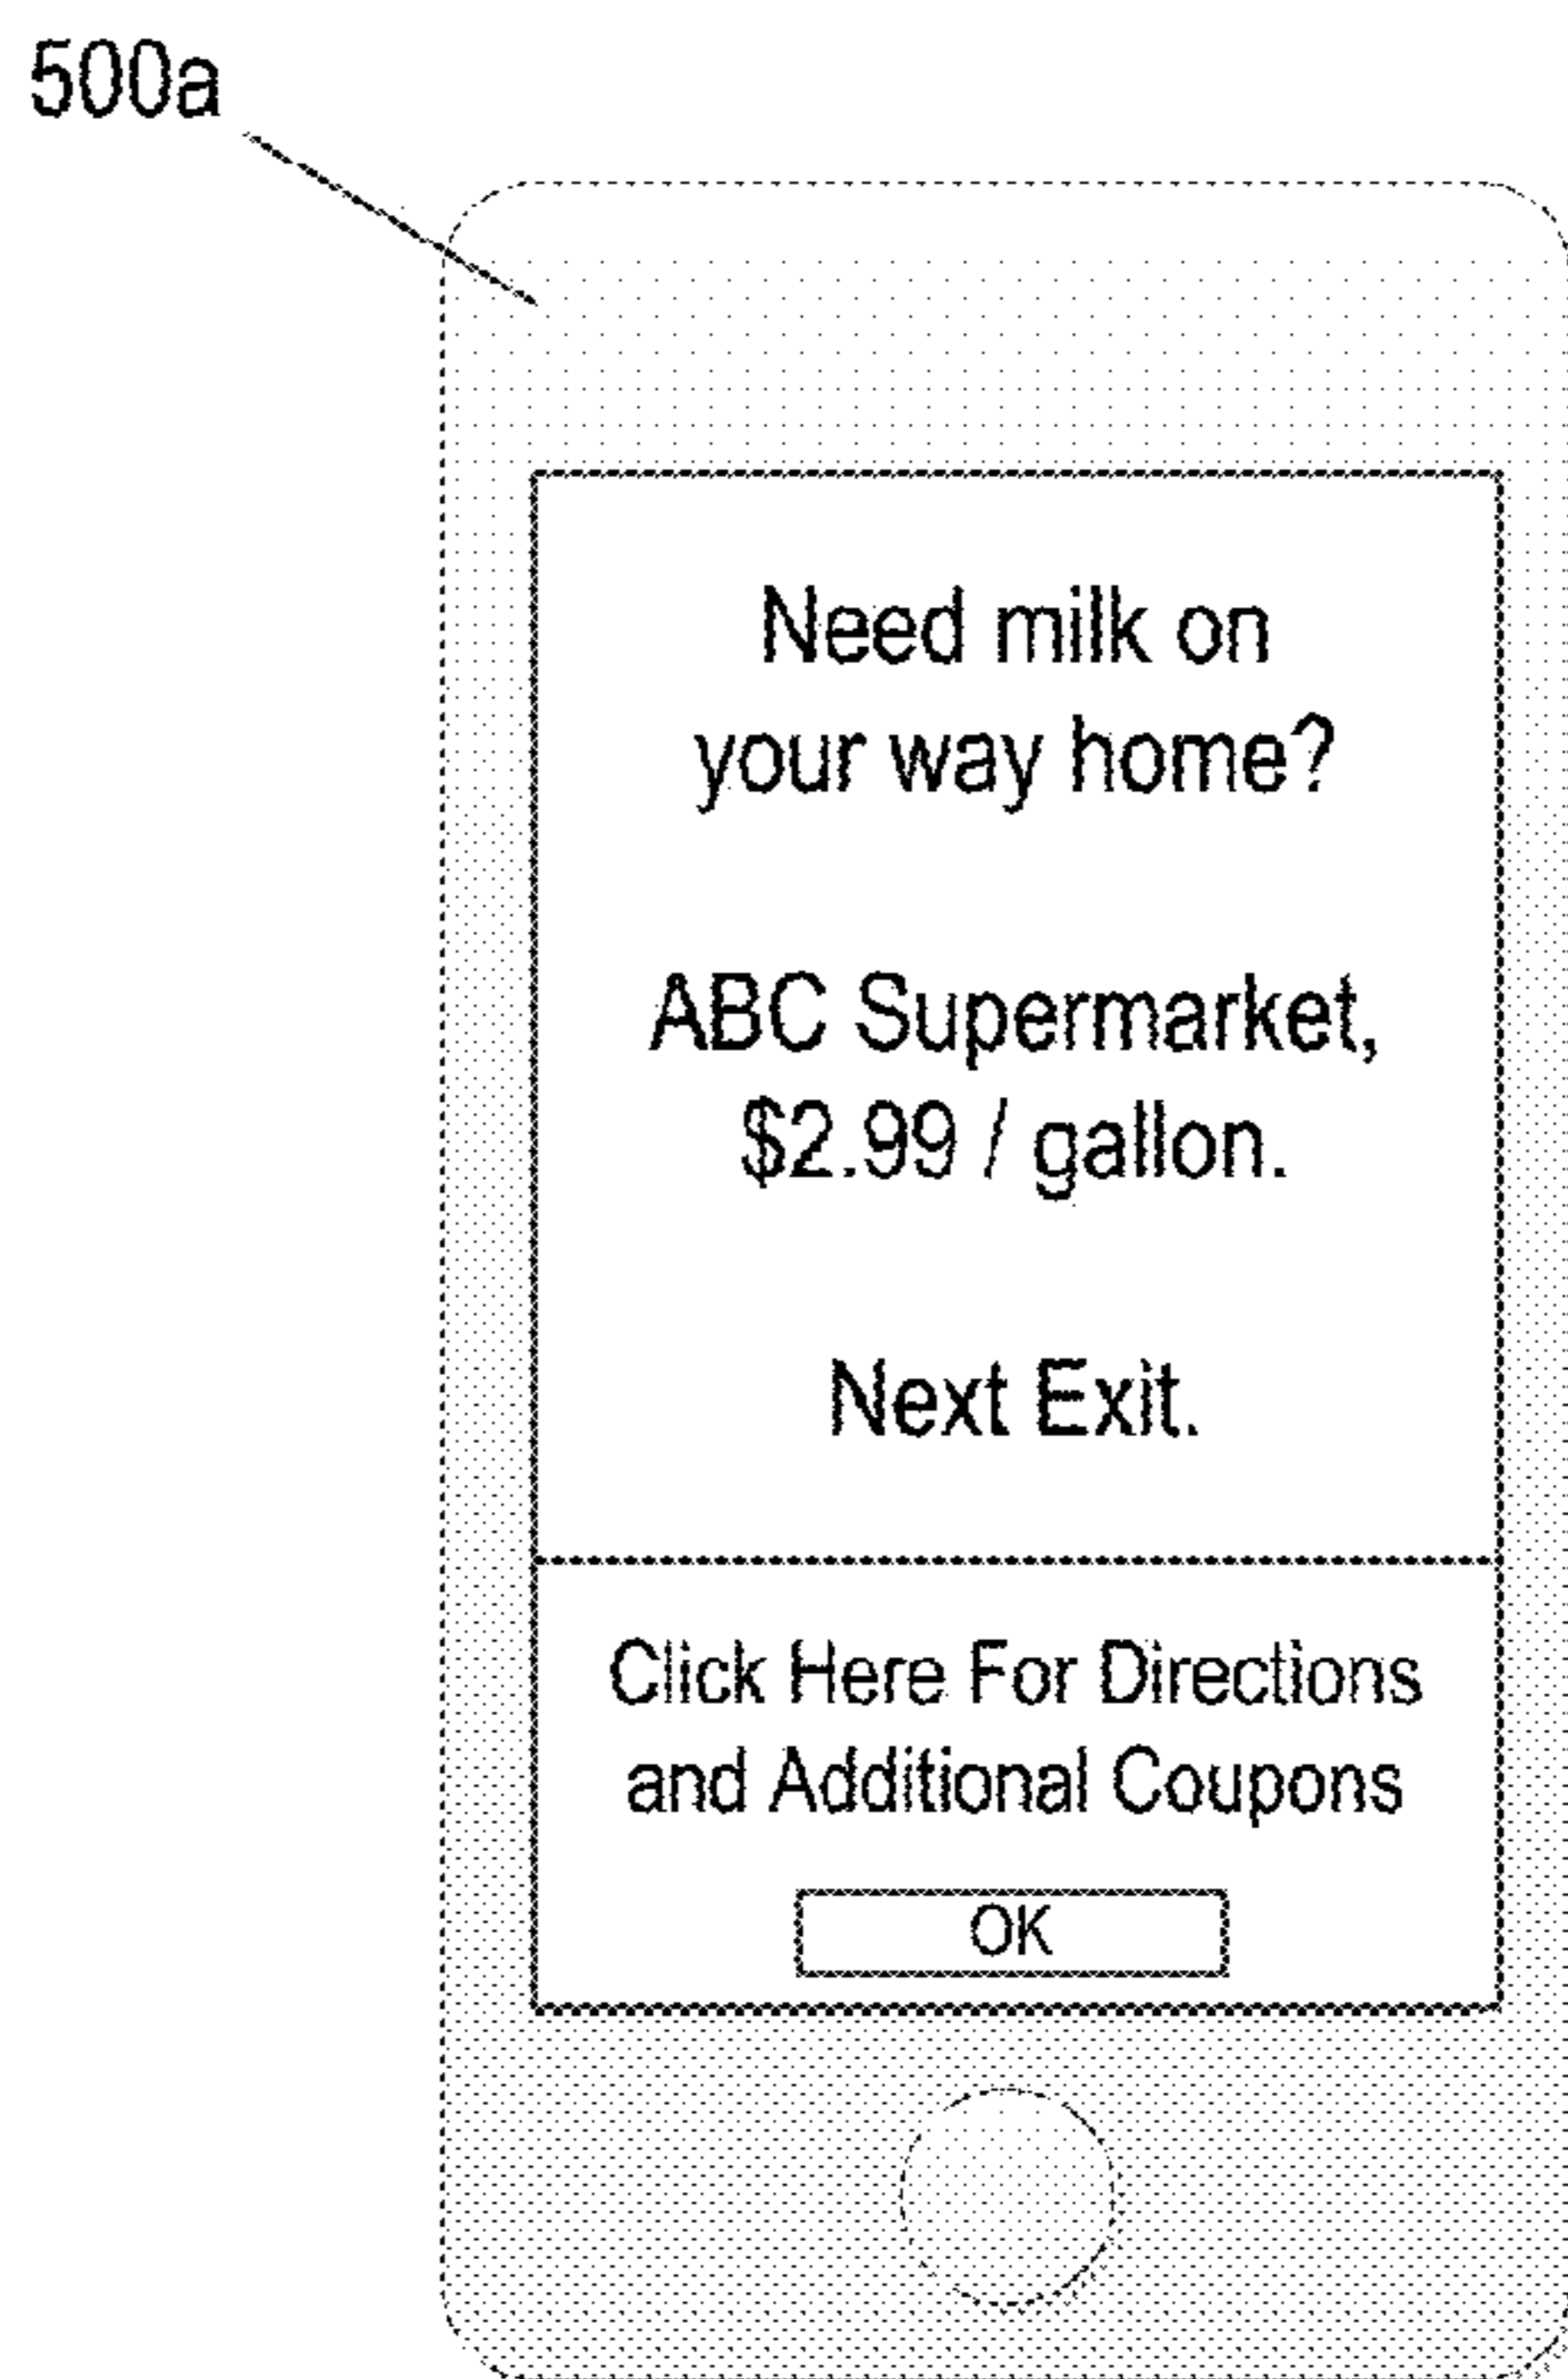 500a
Need milk on
your way home?
ABC Supermarket,
$2.99 / gallon.
Next Exit.
Click Here For Directions
and Additional Coupons
OK